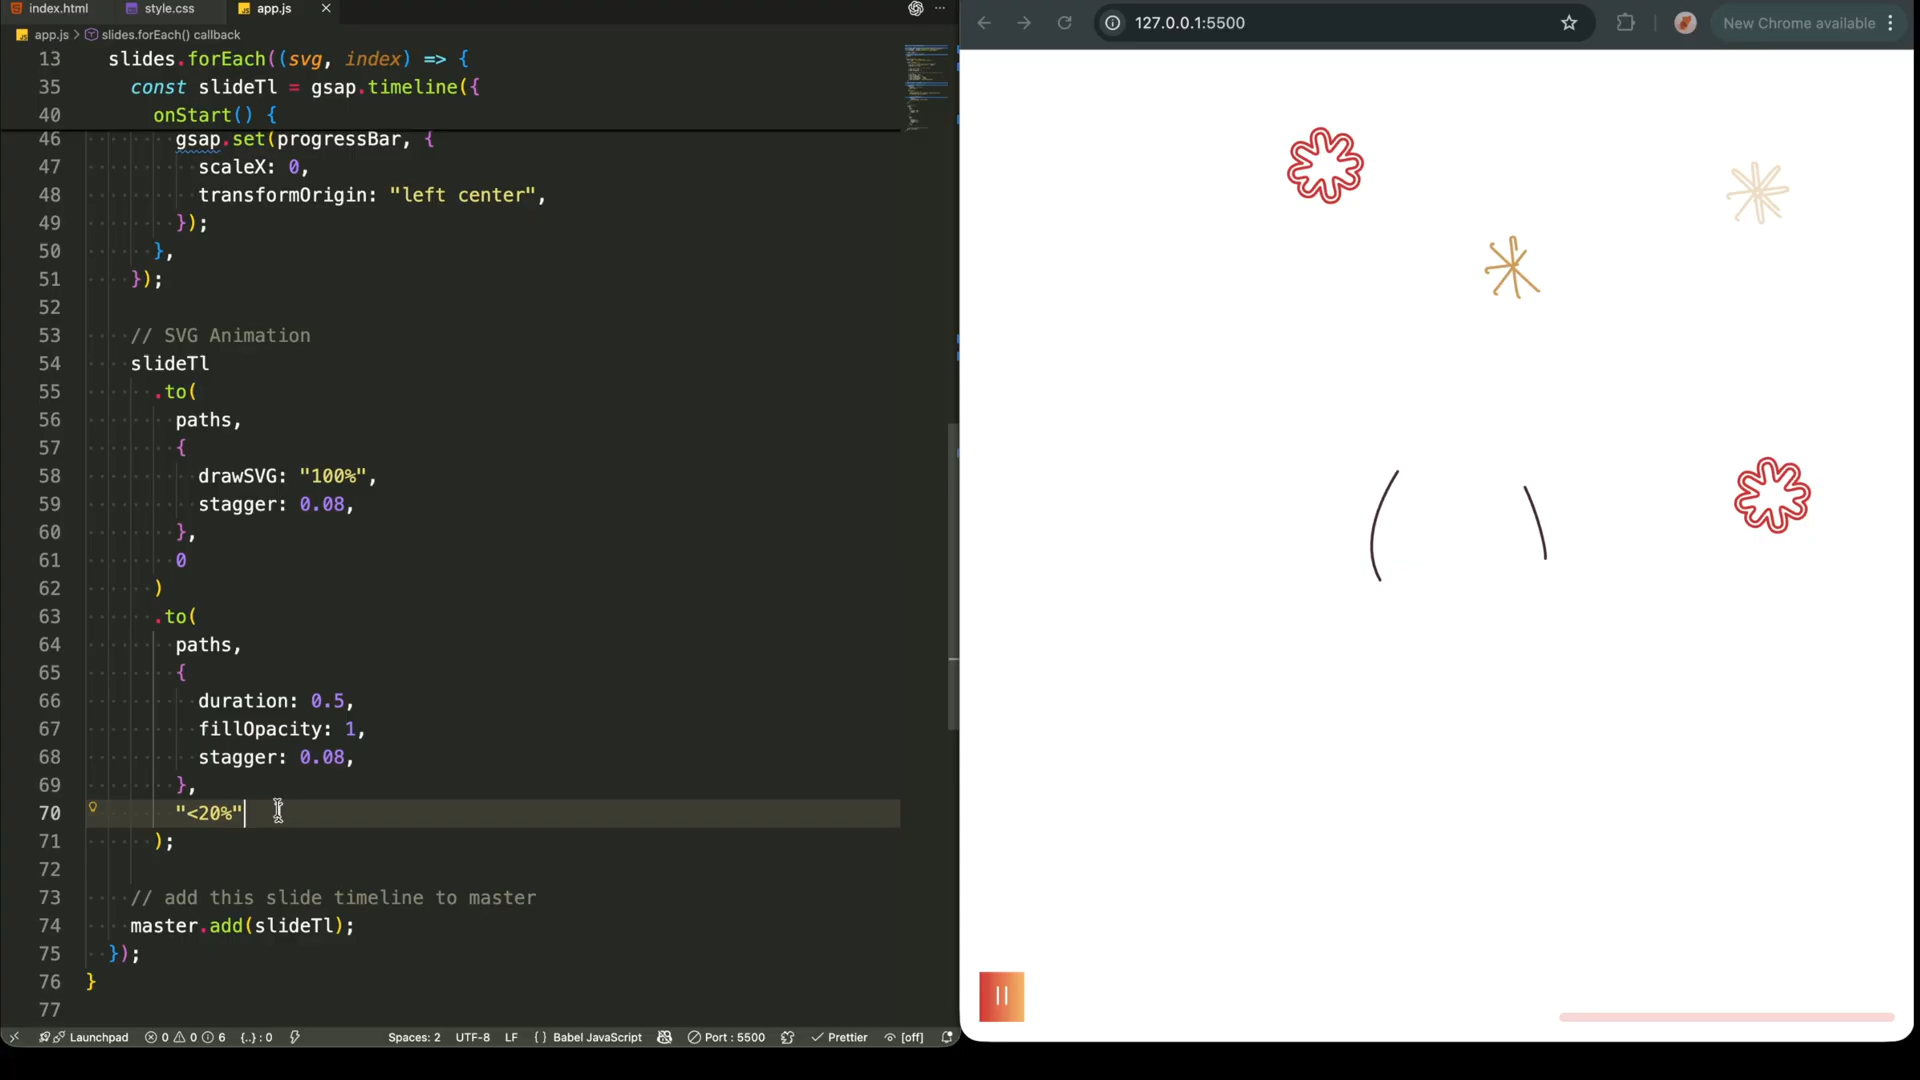 index.html style.css app.js
app.js > slides.forEach() callback
13 slides.forEach((svg, index) => {
35 const slideTl = gsap.timeline({
40 onStart() {
46 gsap.set(progressBar, {
47 scaleX: 0,
48 transformOrigin: "left center",
49 });
50 },
51 });
52
53 // SVG Animation
54 slideTl
55 .to(
56 paths,
57 {
58 drawSVG: "100%",
59 stagger: 0.08,
60 },
61 0
62 )
63 .to(
64 paths,
65 {
66 duration: 0.5,
67 fillOpacity: 1,
68 stagger: 0.08,
69 },
70 "<20%"
71 );
72
73 // add this slide timeline to master
74 master.add(slideTl);
75 });
76 }
77
Launchpad 0 0 6 {..} : 0 Spaces: 2 UTF-8 LF { } Babel JavaScript Port : 5500 Prettier [off]
127.0.0.1:5500 New Chrome available